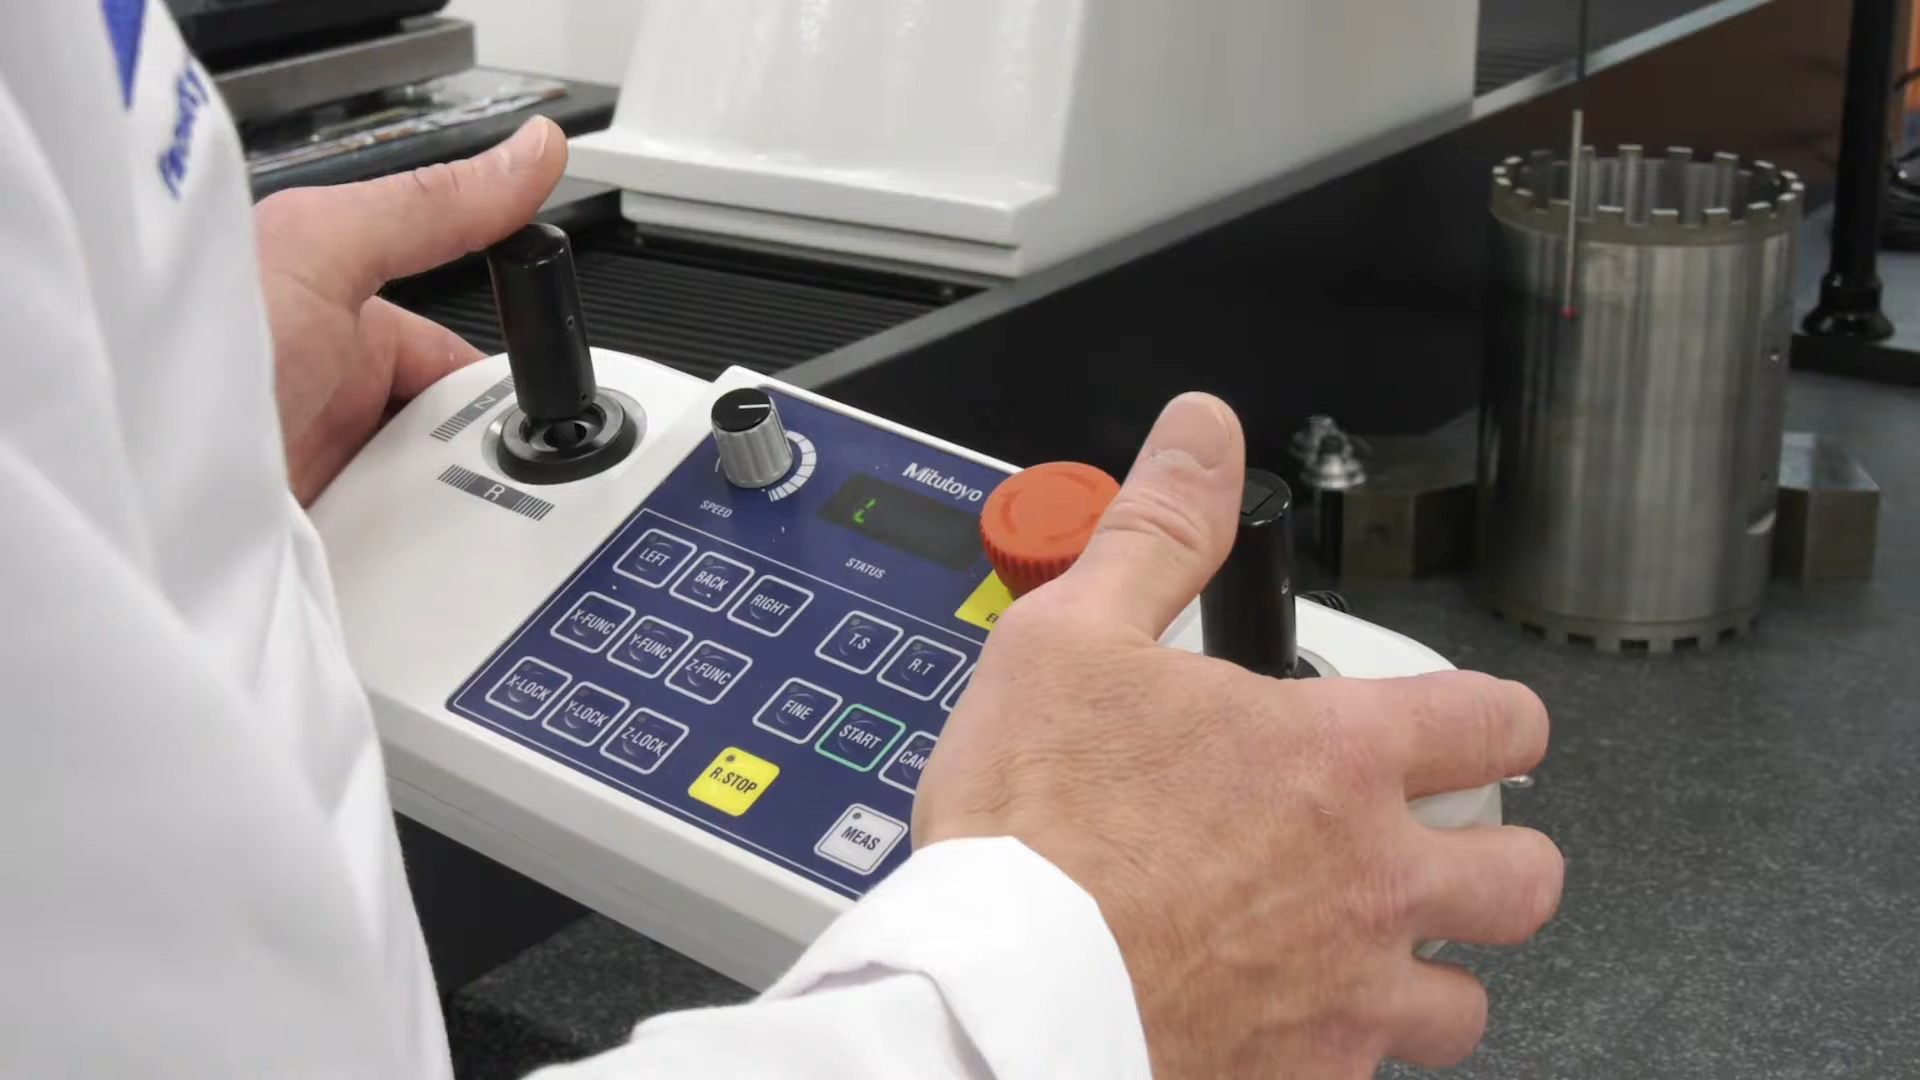 Z
R
SPEED
Mitutoyo
STATUS
LEFT
BACK
RIGHT
X-FUNC
Y-FUNC
Z-FUNC
T.S
R.T
X-LOCK
Y-LOCK
Z-LOCK
FINE
START
R.STOP
MEAS